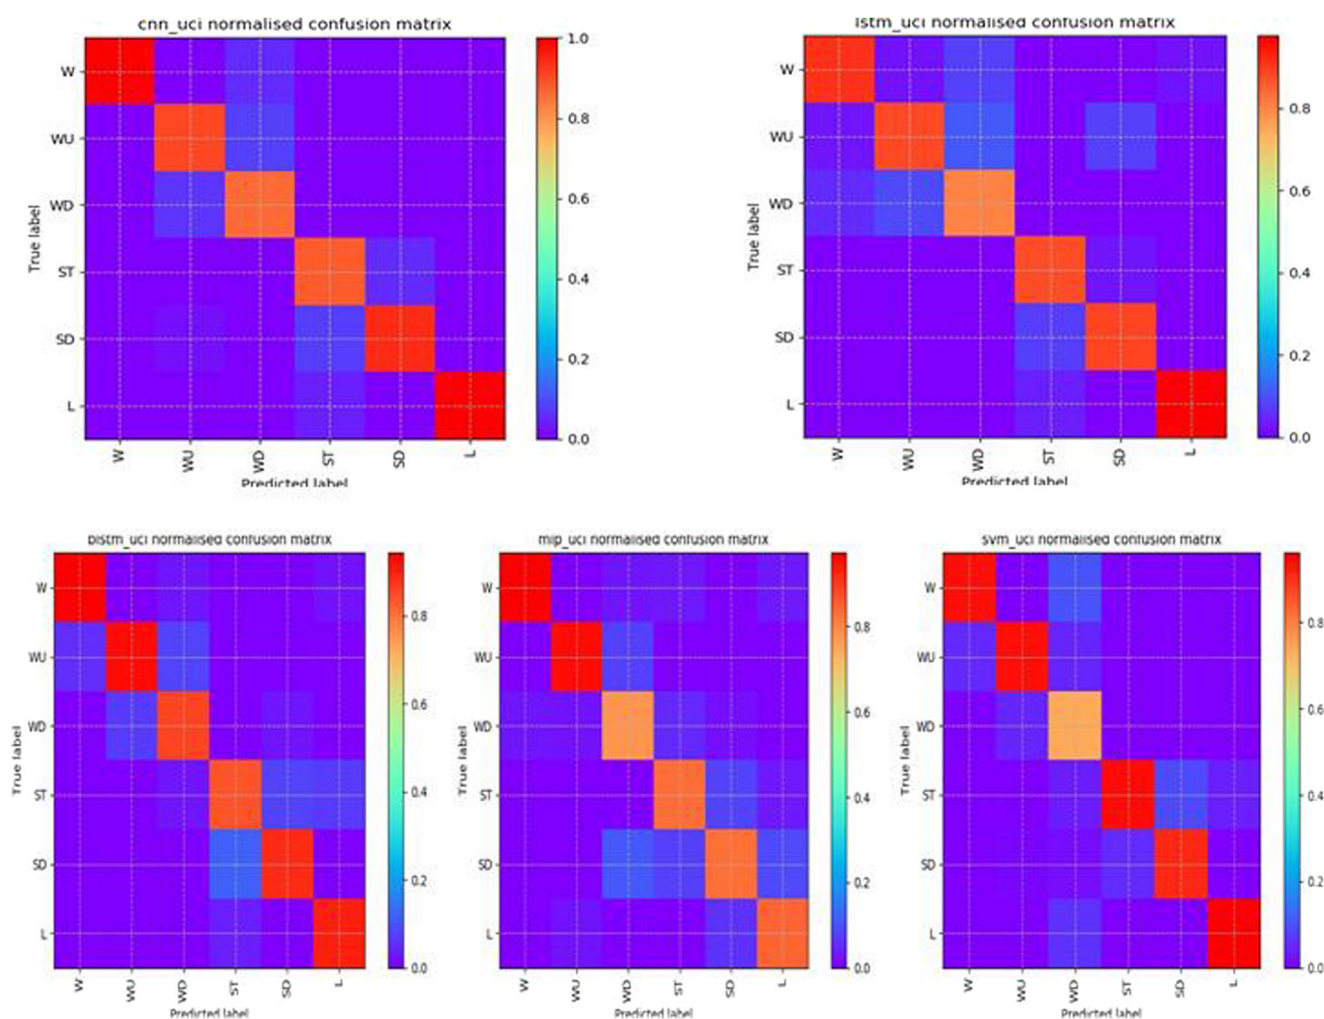 cnn_uci normalised confusion matrix
True label
W
WU
WD
ST
SD
L
W
WU
WD
ST
SD
L
Predicted label
1.0
0.8
0.6
0.4
0.2
0.0
lstm_uci normalised confusion matrix
True label
W
WU
WD
ST
SD
L
W
WU
WD
ST
SD
L
Predicted label
0.8
0.6
0.4
0.2
0.0
blstm_uci normalised confusion matrix
True label
W
WU
WD
ST
SD
L
W
WU
WD
ST
SD
L
Predicted label
0.8
0.6
0.4
0.2
0.0
mlp_uci normalised confusion matrix
True label
W
WU
WD
ST
SD
L
W
WU
WD
ST
SD
L
Predicted label
0.8
0.6
0.4
0.2
0.0
svm_uci normalised confusion matrix
True label
W
WU
WD
ST
SD
L
W
WU
WD
ST
SD
L
Predicted label
0.8
0.6
0.4
0.2
0.0